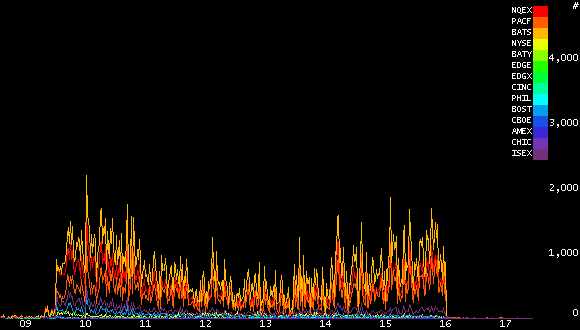 #
NQEX
PACF
BATS
NYSE
BATY
EDGE
EDGX
CINC
PHIL
BOST
CBOE
AMEX
CHIC
ISEX
4,000
3,000
2,000
1,000
0
09 10 11 12 13 14 15 16 17